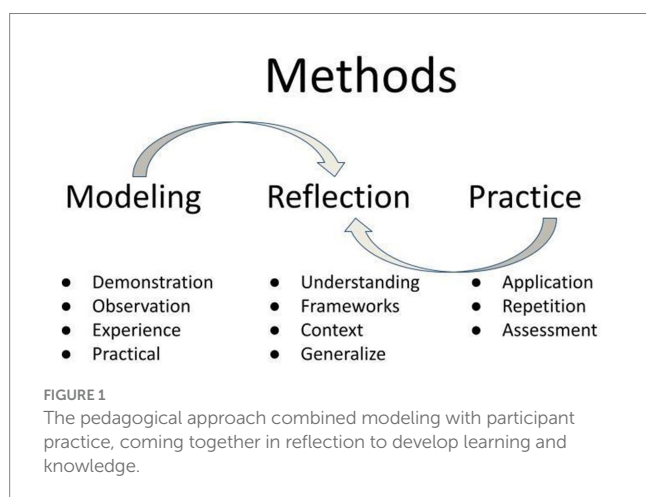 Methods
Modeling
Reflection
Practice
● Demonstration
● Observation
● Experience
● Practical
● Understanding
● Frameworks
● Context
● Generalize
● Application
● Repetition
● Assessment
FIGURE 1
The pedagogical approach combined modeling with participant
practice, coming together in reflection to develop learning and
knowledge.